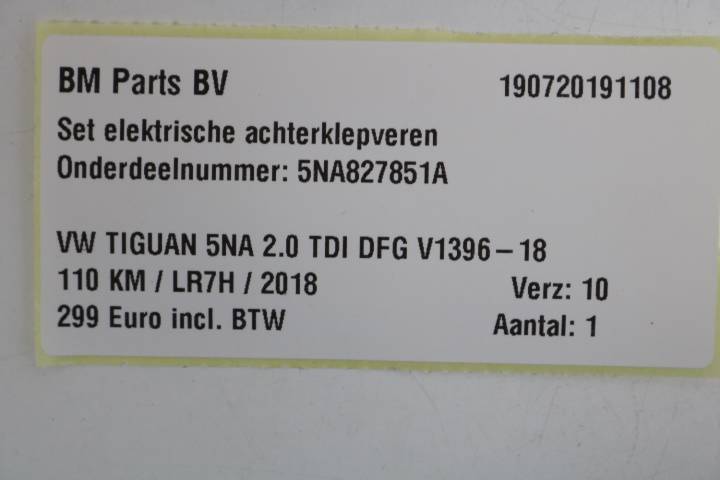 BM Parts BV 190720191108
Set elektrische achterklepveren
Onderdeelnummer: 5NA827851A
VW TIGUAN 5NA 2.0 TDI DFG V1396-18
110 KM / LR7H / 2018 Verz: 10
299 Euro incl. BTW Aantal: 1